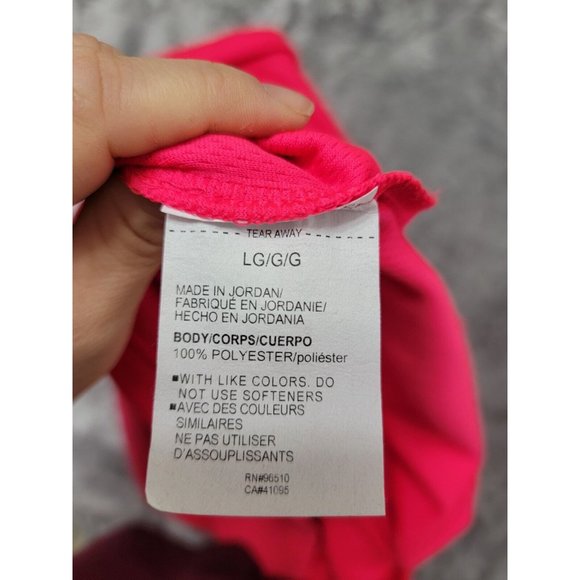 TEAR AWAY
LG/G/G
MADE IN JORDAN/
FABRIQUÉ EN JORDANIE/
HECHO EN JORDANIA
BODY/CORPS/CUERPO
100% POLYESTER/poliéster
■WITH LIKE COLORS. DO
NOT USE SOFTENERS
■AVEC DES COULEURS
SIMILAIRES
NE PAS UTILISER
D'ASSOUPLISSANTS
RN#96510
CA#41095